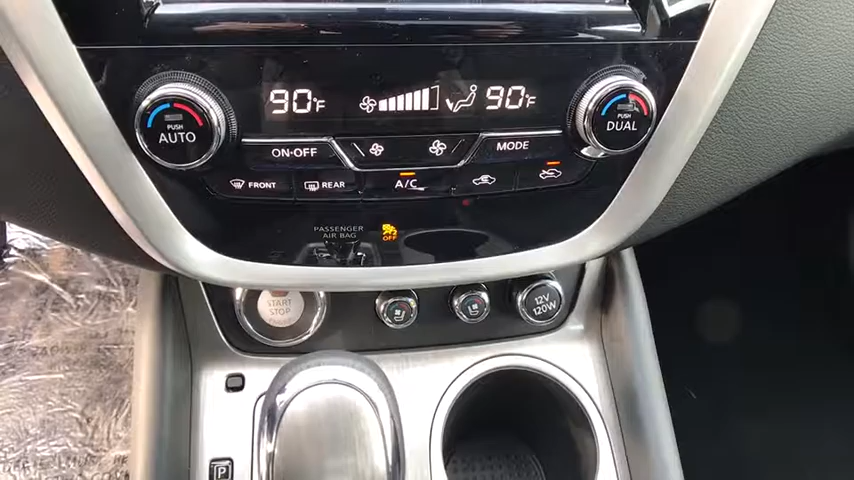 90°F 90°F
PUSH
AUTO
PUSH
DUAL
ON•OFF MODE
FRONT REAR A/C
PASSENGER
AIR BAG
OFF
START
STOP
12V
120W
P